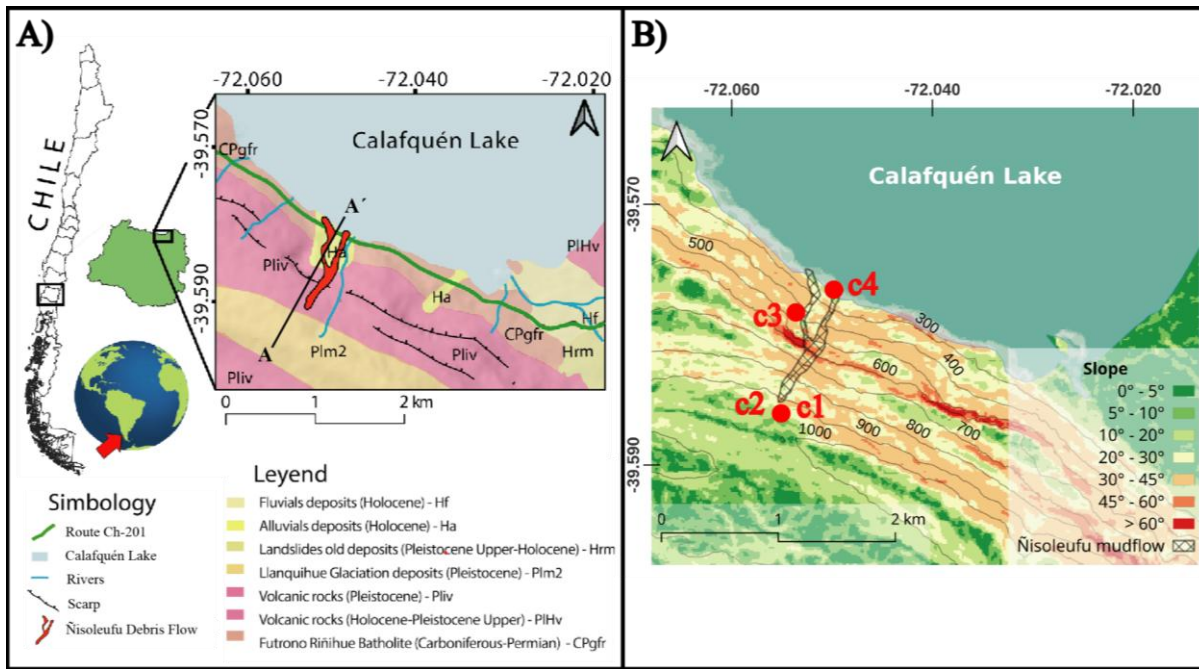 A)
CHILE
-72.060
-72.040
-72.020
-39.570
-39.590
Calafquén Lake
CPgfr
A´
Ha
Pliv
PlHv
Ha
Hf
CPgfr
Plm2
Pliv
Hrm
A
Pliv
0
1
2 km
Simbology
Route Ch-201
Calafquén Lake
Rivers
Scarp
Ñisoleufu Debris Flow
Leyend
Fluvials deposits (Holocene) - Hf
Alluvials deposits (Holocene) - Ha
Landslides old deposits (Pleistocene Upper-Holocene) - Hrm
Llanquihue Glaciation deposits (Pleistocene) - Plm2
Volcanic rocks (Pleistocene) - Pliv
Volcanic rocks (Holocene-Pleistocene Upper) - PlHv
Futrono Riñihue Batholite (Carboniferous-Permian) - CPgfr
B)
-72.060
-72.040
-72.020
-39.570
-39.590
Calafquén Lake
500
c4
c3
300
400
600
c2
c1
700
800
900
1000
0
1
2 km
Slope
0° - 5°
5° - 10°
10° - 20°
20° - 30°
30° - 45°
45° - 60°
> 60°
Ñisoleufu mudflow